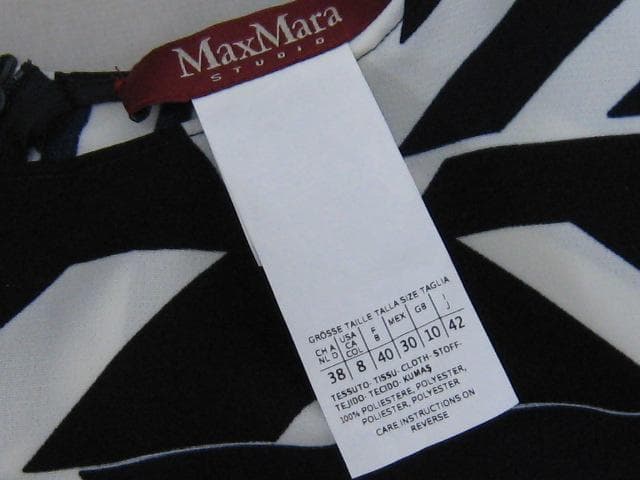 MaxMara
STUDIO
GRÖSSE TAILLE TALLA SIZE TAGLIA
CH A NL D USA CA COL F B MEX GB I J
38 8 40 30 10 42
TESSUTO-TISSU-CLOTH-STOFF-
TEJIDO-TECIDO-KUMAŞ
100% POLIESTERE, POLYESTER,
POLIESTER, POLYESTER
CARE INSTRUCTIONS ON
REVERSE